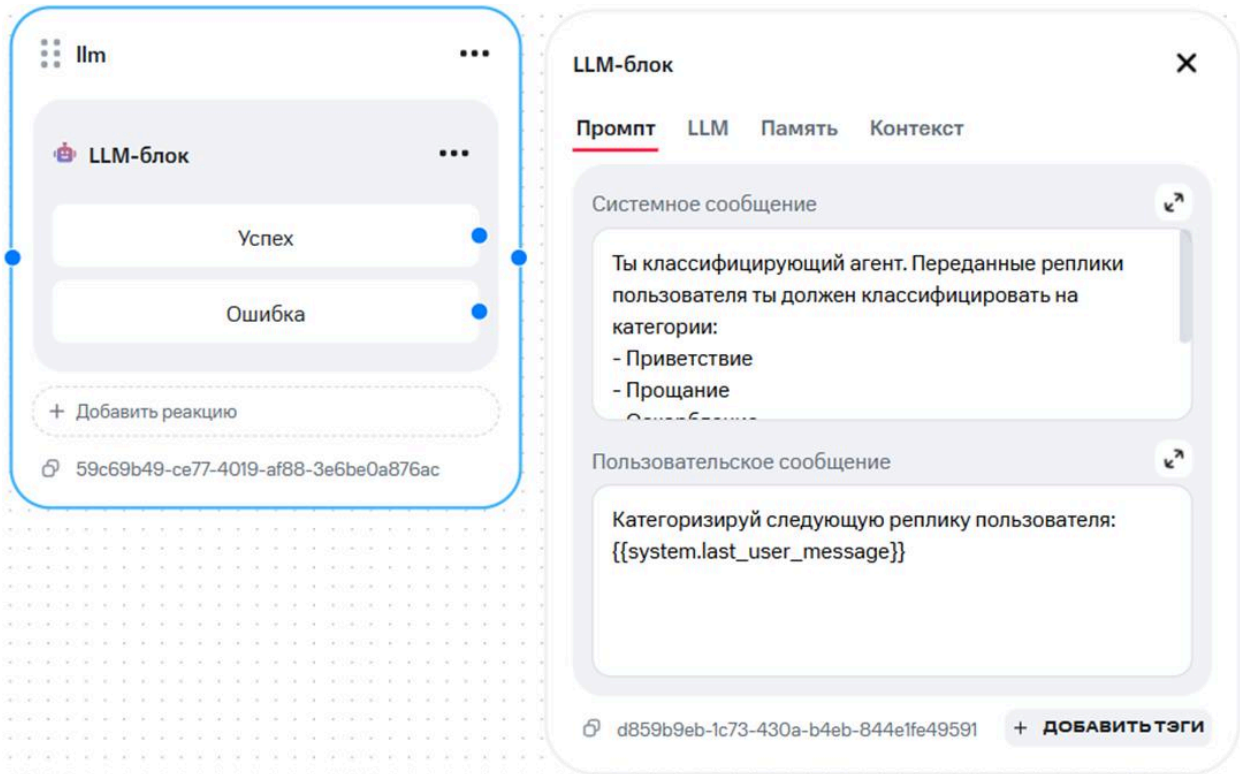 llm
LLM-блок
Успех
Ошибка
+ Добавить реакцию
59c69b49-ce77-4019-af88-3e6be0a876ac
LLM-блок
Промпт LLM Память Контекст
Системное сообщение
Ты классифицирующий агент. Переданные реплики
пользователя ты должен классифицировать на
категории:
- Приветствие
- Прощание
Пользовательское сообщение
Категоризируй следующую реплику пользователя:
{{system.last_user_message}}
d859b9eb-1c73-430a-b4eb-844e1fe49591
+ ДОБАВИТЬ ТЭГИ